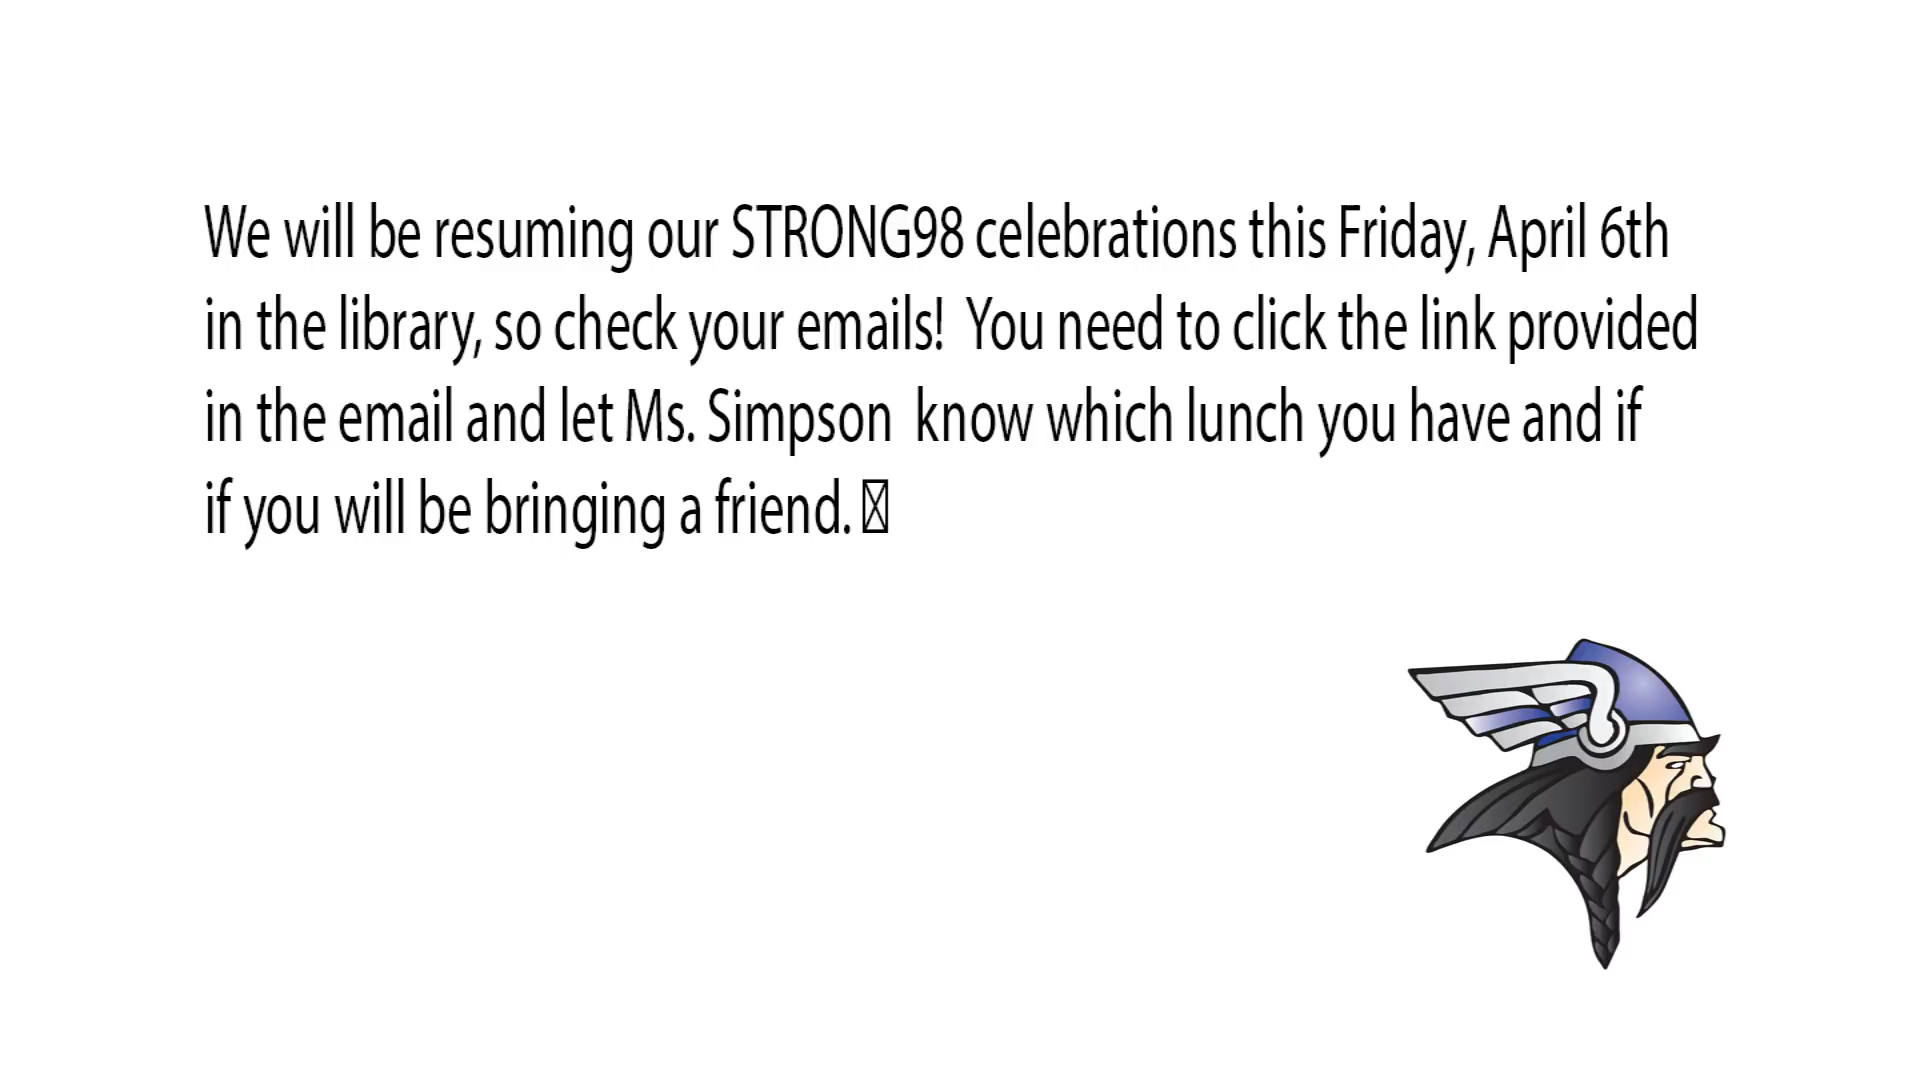 We will be resuming our STRONG98 celebrations this Friday, April 6th
in the library, so check your emails!  You need to click the link provided
in the email and let Ms. Simpson  know which lunch you have and if
if you will be bringing a friend.